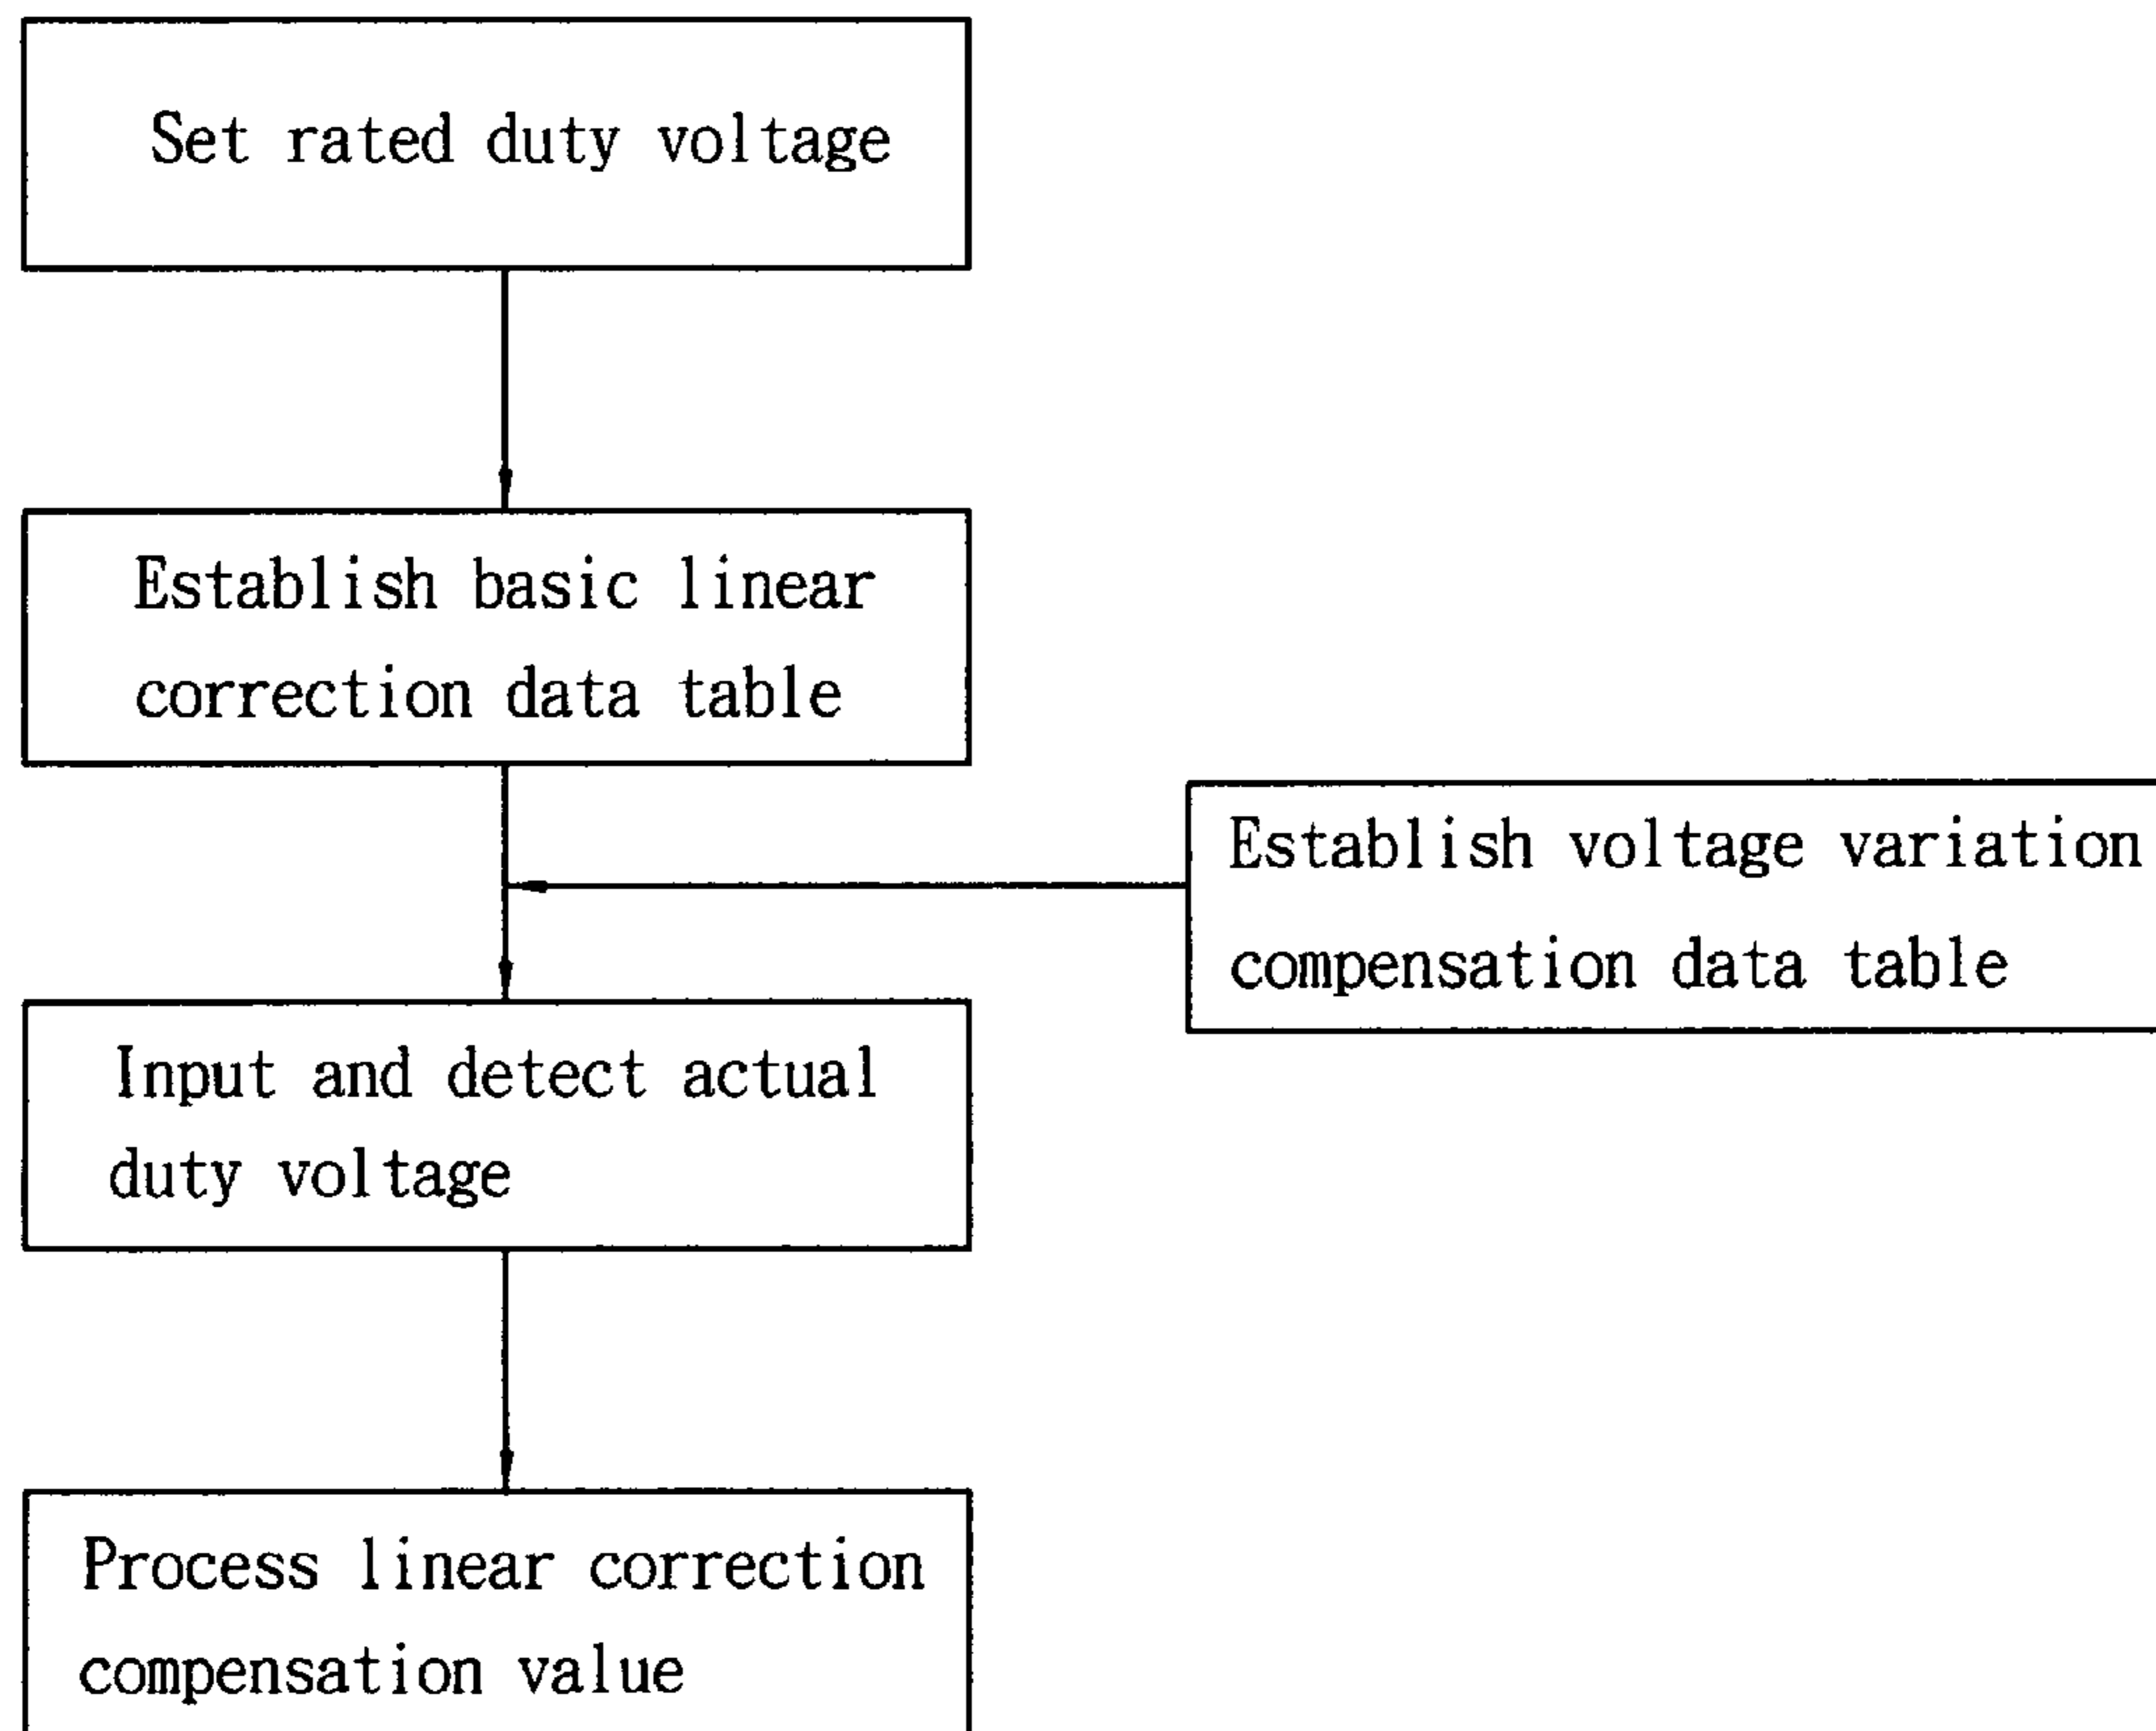 Set rated duty voltage
Establish basic linear
correction data table
Establish voltage variation
compensation data table
Input and detect actual
duty voltage
Process linear correction
compensation value